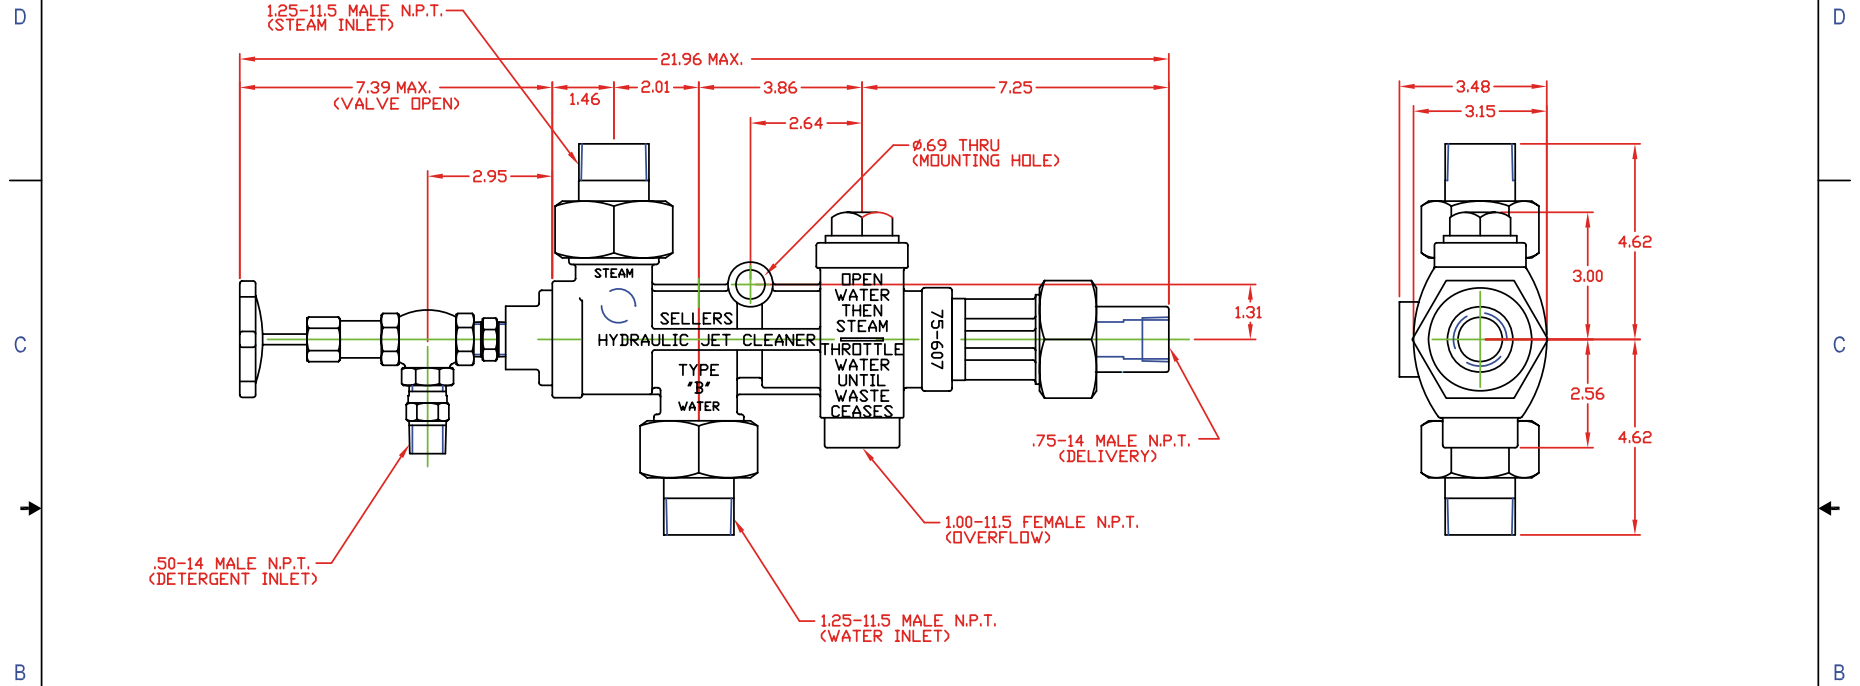 D
D
1.25-11.5 MALE N.P.T.
(STEAM INLET)
21.96 MAX.
7.39 MAX.
(VALVE OPEN)
1.46
2.01
3.86
7.25
2.64
3.48
3.15
Ø.69 THRU
(MOUNTING HOLE)
2.95
4.62
3.00
1.31
STEAM
OPEN
WATER
THEN
STEAM
THROTTLE
WATER
UNTIL
WASTE
CEASES
SELLERS
HYDRAULIC JET CLEANER
TYPE
"B"
WATER
75-607
C
C
2.56
4.62
.75-14 MALE N.P.T.
(DELIVERY)
1.00-11.5 FEMALE N.P.T.
(OVERFLOW)
.50-14 MALE N.P.T.
(DETERGENT INLET)
1.25-11.5 MALE N.P.T.
(WATER INLET)
B
B